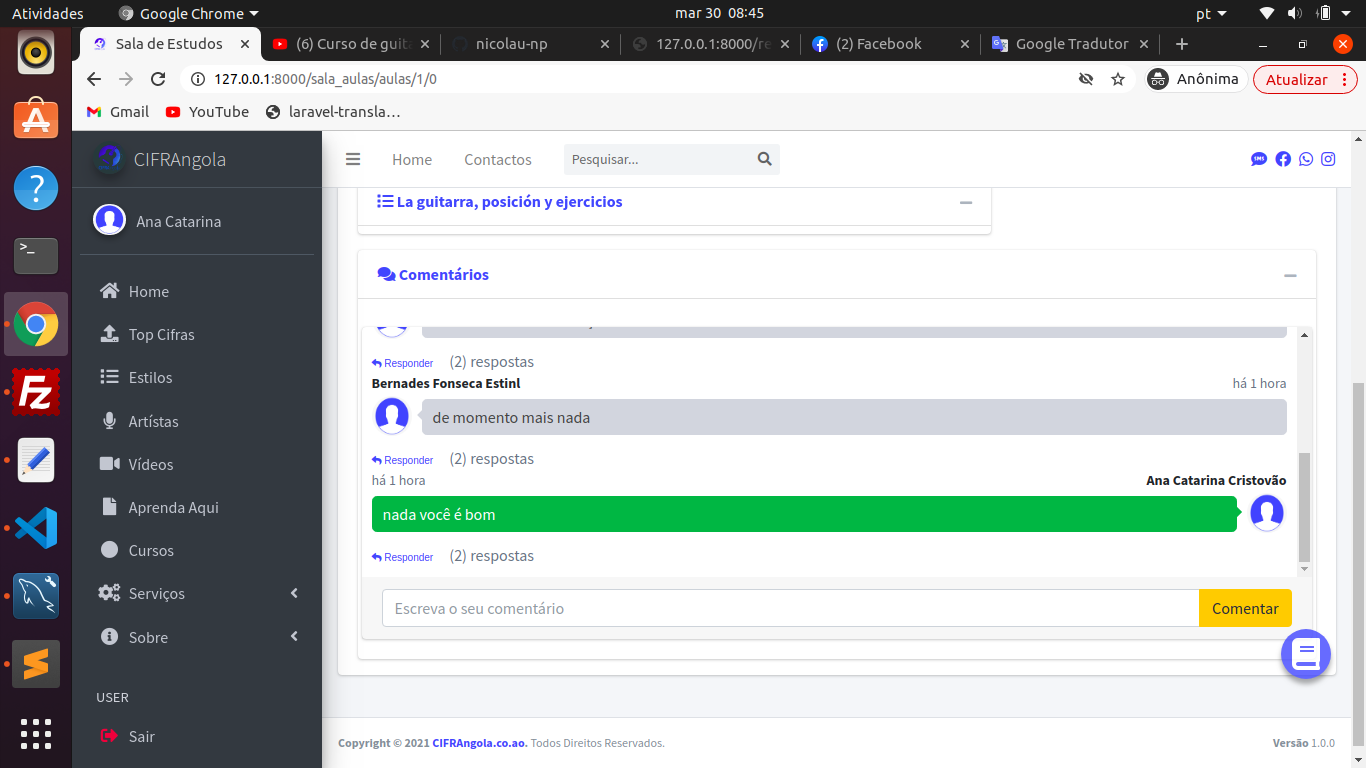 Atividades
Google Chrome
mar 30 08:45
pt
Sala de Estudos
(6) Curso de guita
nicolau-np
127.0.0.1:8000/re
(2) Facebook
Google Tradutor
127.0.0.1:8000/sala_aulas/aulas/1/0
Anônima
Atualizar
Gmail
YouTube
laravel-transla…
CIFRAngola
Home
Contactos
Pesquisar...
SMS
Ana Catarina
Home
Top Cifras
Estilos
Artístas
Vídeos
Aprenda Aqui
Cursos
Serviços
Sobre
USER
Sair
La guitarra, posición y ejercicios
Comentários
Responder (2) respostas
Bernades Fonseca Estinl há 1 hora
de momento mais nada
Responder (2) respostas
há 1 hora Ana Catarina Cristovão
nada você é bom
Responder (2) respostas
Escreva o seu comentário
Comentar
Copyright © 2021 CIFRAngola.co.ao. Todos Direitos Reservados.
Versão 1.0.0